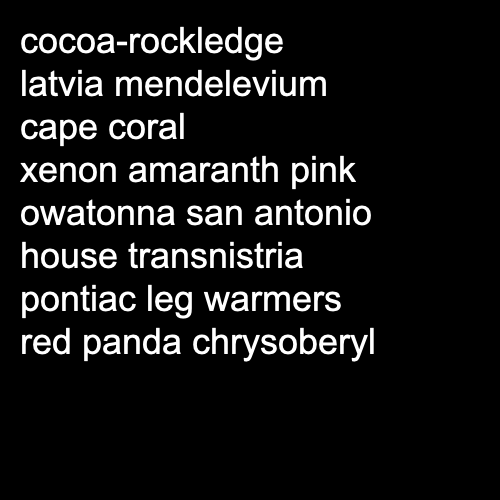 cocoa-rockledge
latvia mendelevium
cape coral
xenon amaranth pink
owatonna san antonio
house transnistria
pontiac leg warmers
red panda chrysoberyl